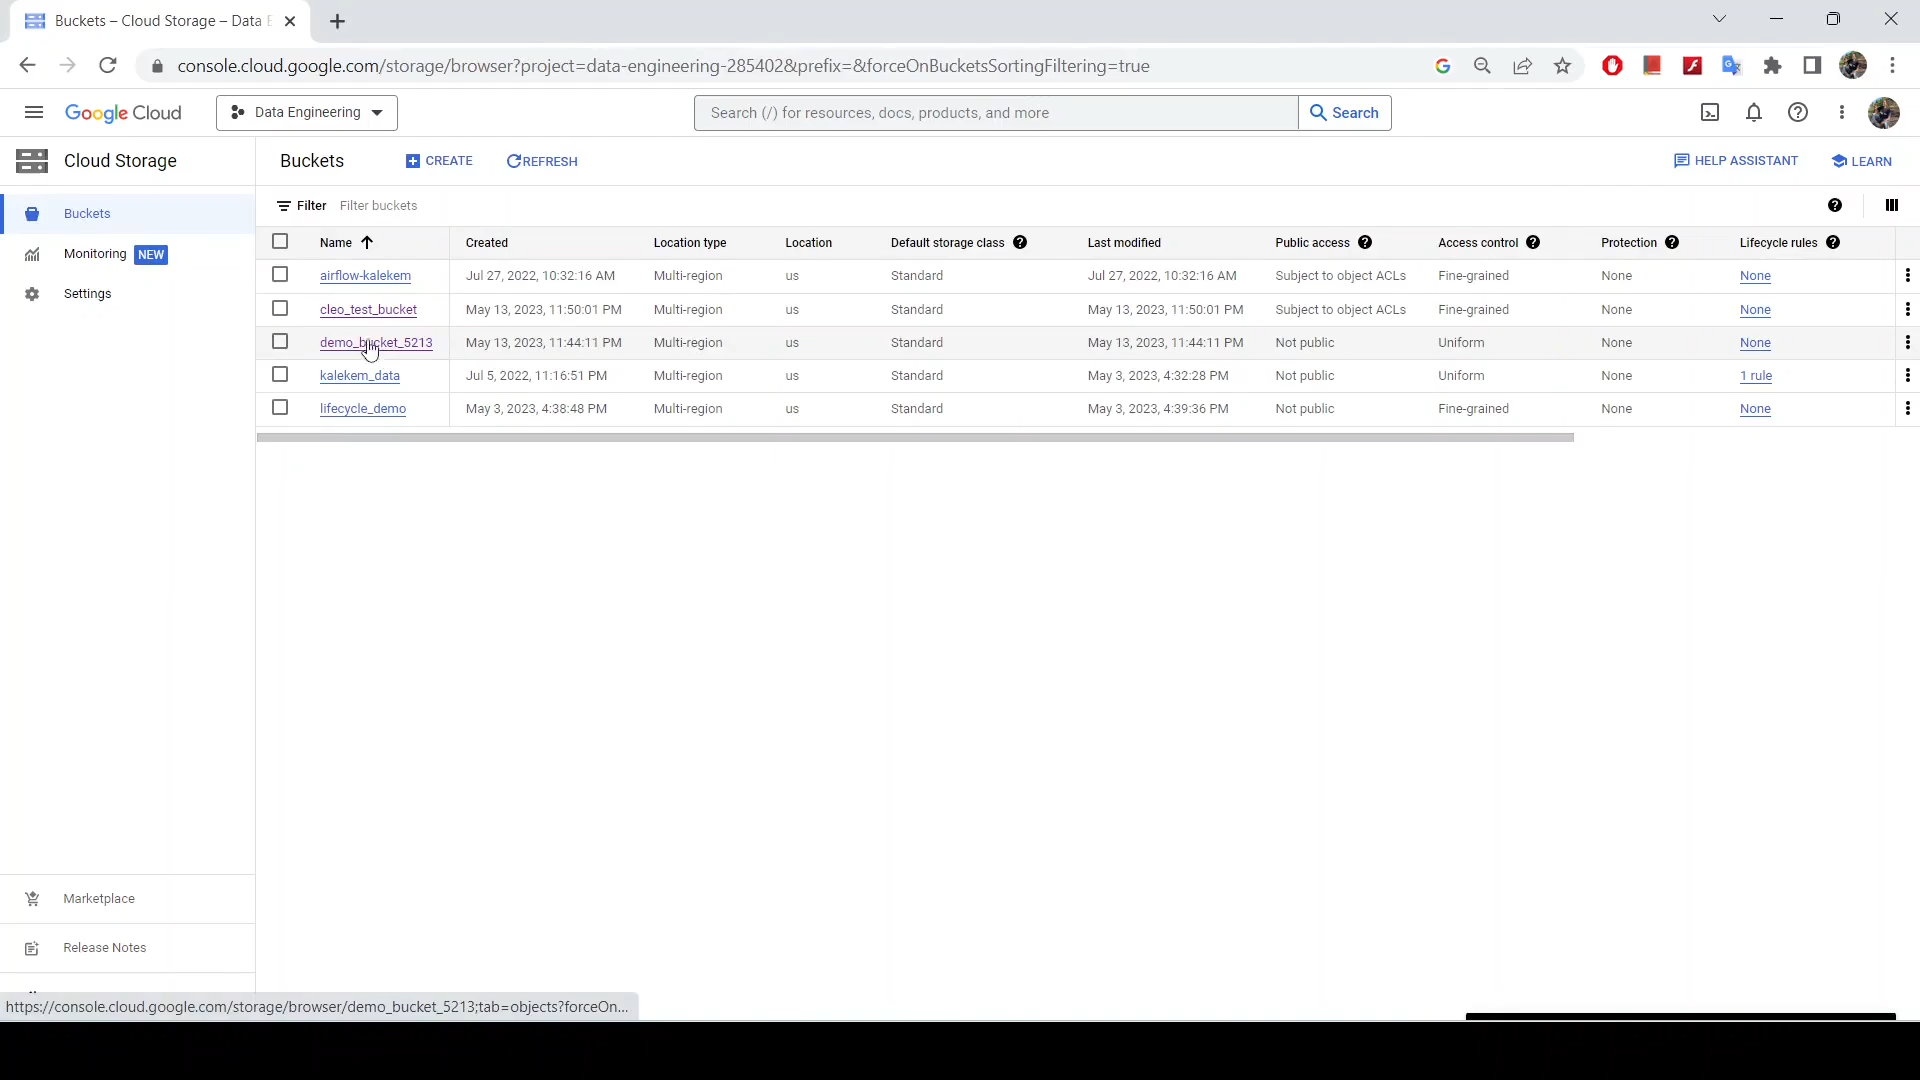 Buckets – Cloud Storage – Data E
console.cloud.google.com/storage/browser?project=data-engineering-285402&prefix=&forceOnBucketsSortingFiltering=true
Google Cloud
Data Engineering
Search (/) for resources, docs, products, and more
Search
Cloud Storage
Buckets
CREATE
REFRESH
HELP ASSISTANT
LEARN
Buckets
Monitoring NEW
Settings
Filter Filter buckets
Name Created Location type Location Default storage class Last modified Public access Access control Protection Lifecycle rules
airflow-kalekem Jul 27, 2022, 10:32:16 AM Multi-region us Standard Jul 27, 2022, 10:32:16 AM Subject to object ACLs Fine-grained None None
cleo_test_bucket May 13, 2023, 11:50:01 PM Multi-region us Standard May 13, 2023, 11:50:01 PM Subject to object ACLs Fine-grained None None
demo_bucket_5213 May 13, 2023, 11:44:11 PM Multi-region us Standard May 13, 2023, 11:44:11 PM Not public Uniform None None
kalekem_data Jul 5, 2022, 11:16:51 PM Multi-region us Standard May 3, 2023, 4:32:28 PM Not public Uniform None 1 rule
lifecycle_demo May 3, 2023, 4:38:48 PM Multi-region us Standard May 3, 2023, 4:39:36 PM Not public Fine-grained None None
Marketplace
Release Notes
https://console.cloud.google.com/storage/browser/demo_bucket_5213;tab=objects?forceOn...